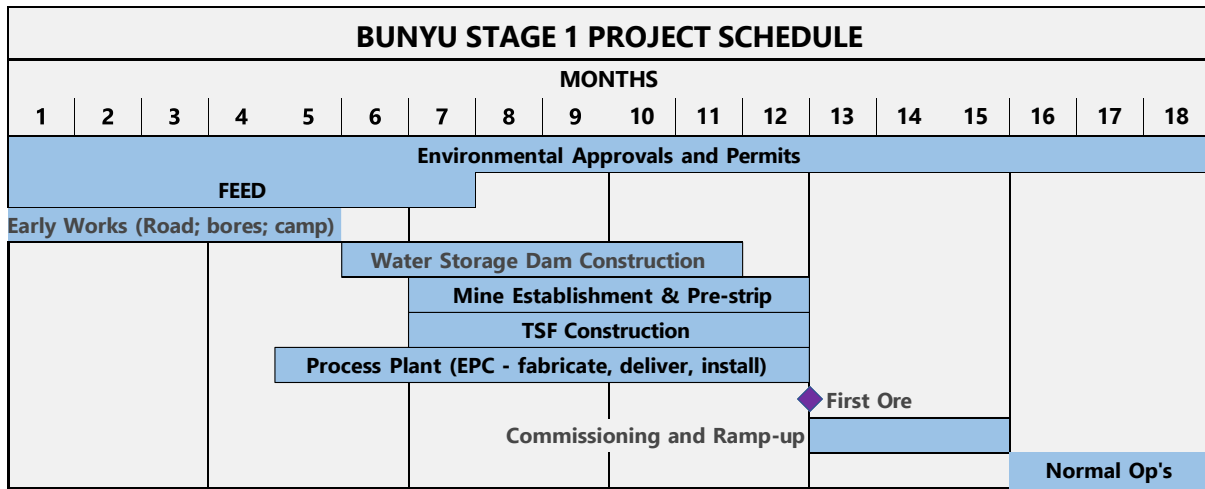 BUNYU STAGE 1 PROJECT SCHEDULE
MONTHS
1 2 3 4 5 6 7 8 9 10 11 12 13 14 15 16 17 18
Environmental Approvals and Permits
FEED
Early Works (Road; bores; camp)
Water Storage Dam Construction
Mine Establishment & Pre-strip
TSF Construction
Process Plant (EPC - fabricate, deliver, install)
First Ore
Commissioning and Ramp-up
Normal Op's